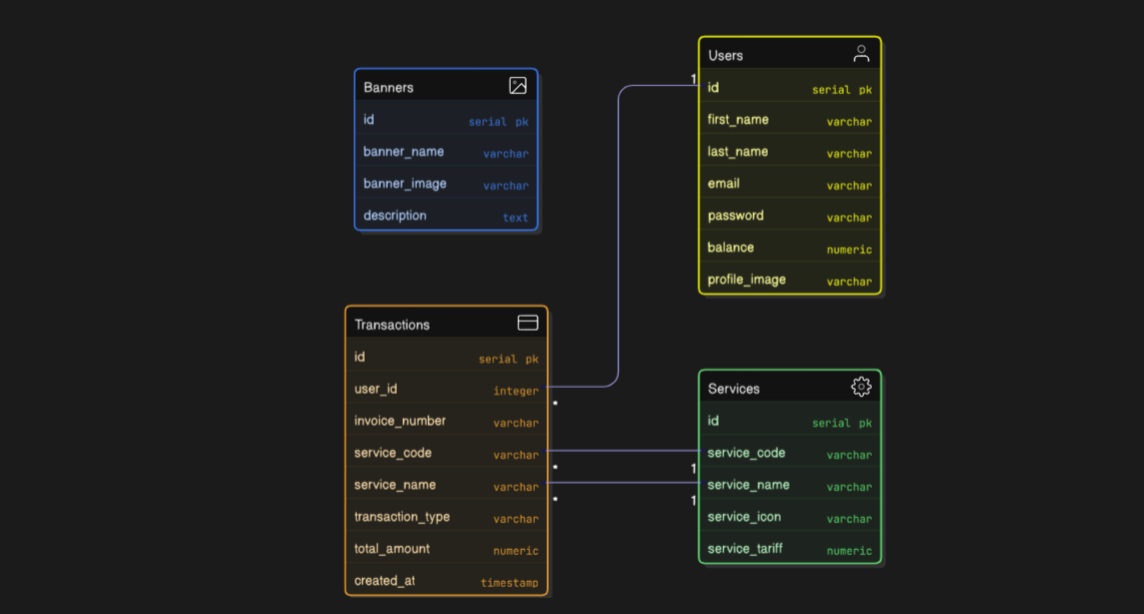 Banners
id serial pk
banner_name varchar
banner_image varchar
description text
Users
1
id serial pk
first_name varchar
last_name varchar
email varchar
password varchar
balance numeric
profile_image varchar
Transactions
id serial pk
user_id integer
*
invoice_number varchar
service_code varchar
*
service_name varchar
*
transaction_type varchar
total_amount numeric
created_at timestamp
Services
id serial pk
service_code varchar
1
service_name varchar
1
service_icon varchar
service_tariff numeric